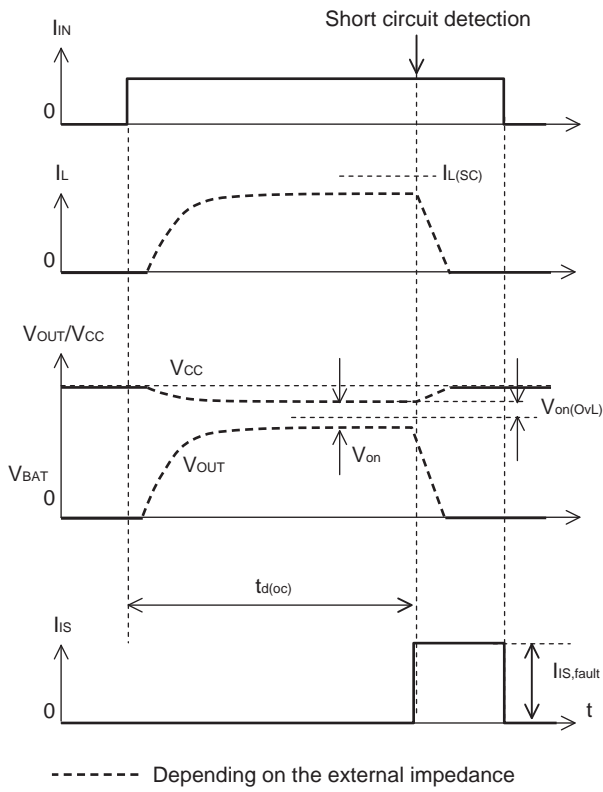 Short circuit detection
IIN
0
IL
IL(SC)
0
VOUT/VCC
VCC
Von(OvL)
VOUT
Von
VBAT
0
td(oc)
IIS
IIS,fault
0
t
Depending on the external impedance